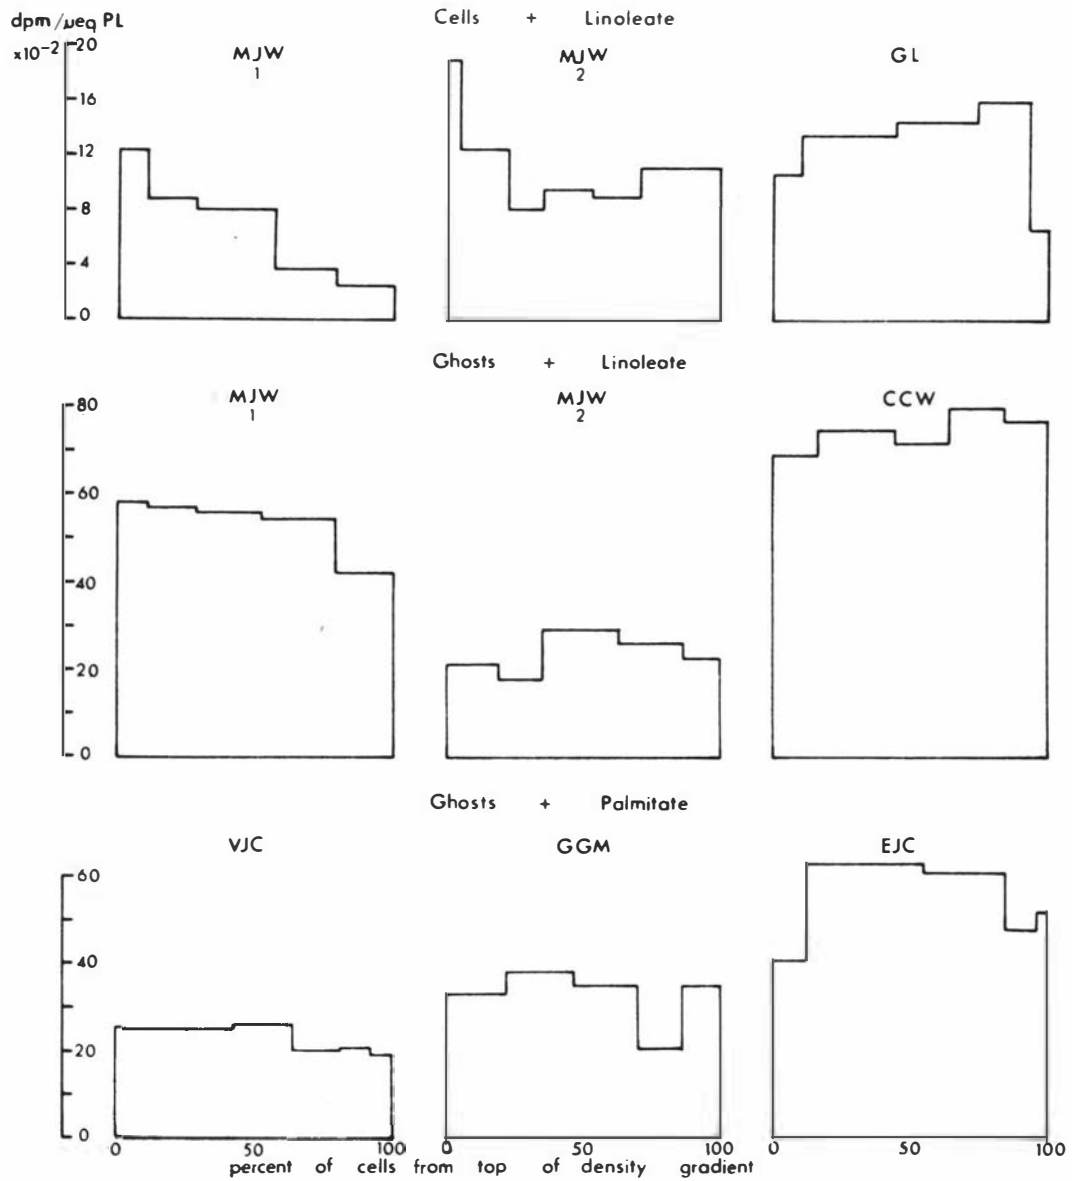 dpm/µeq PL
Cells + Linoleate
x10-2
20
MJW
1
MJW
2
GL
16
12
8
4
0
Ghosts + Linoleate
MJW
1
MJW
2
CCW
80
60
40
20
0
Ghosts + Palmitate
VJC
GGM
EJC
60
40
20
0
0 50 100 0 50 100 0 50 100
percent of cells from top of density gradient